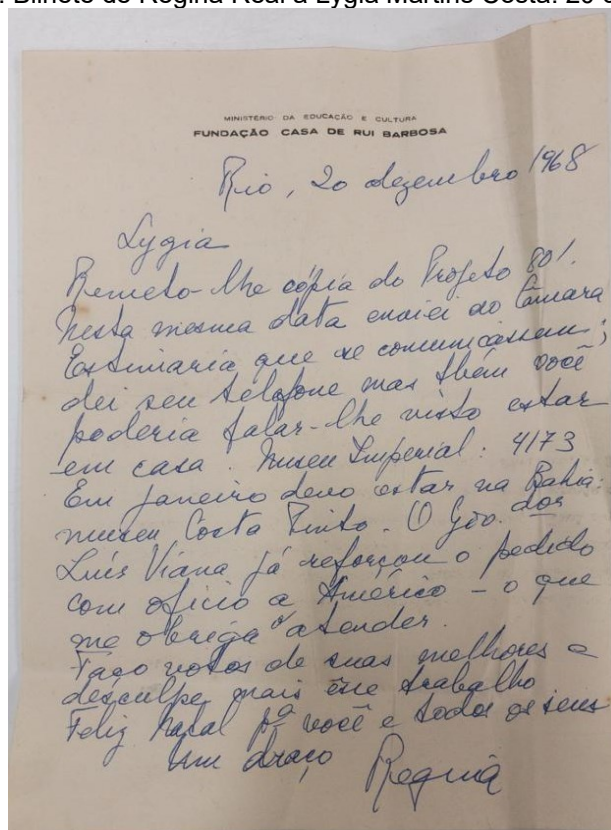 . Bilhete de Regina Real a Lygia Martins Costa. 20
MINISTÉRIO DA EDUCAÇÃO E CULTURA
FUNDAÇÃO CASA DE RUI BARBOSA
Rio, 20 dezembro 1968
Lygia
Remeto-lhe cópia do Projeto 80!.
Nesta mesma data enviei ao Câmara
Estimaria que se comunicassem;
dei seu telefone mas tbém você
poderia falar-lhe visto estar
em casa. Museu Imperial: 4173
Em janeiro devo estar na Bahia:
museu Costa Pinto. O Gov. dor
Luís Viana já reforçou o pedido
com ofício a Américo - o que
me obriga a atender.
Faço votos de suas melhoras e
desculpe mais êsse trabalho
Feliz Natal pª você e todos os seus
Um abraço
Regina